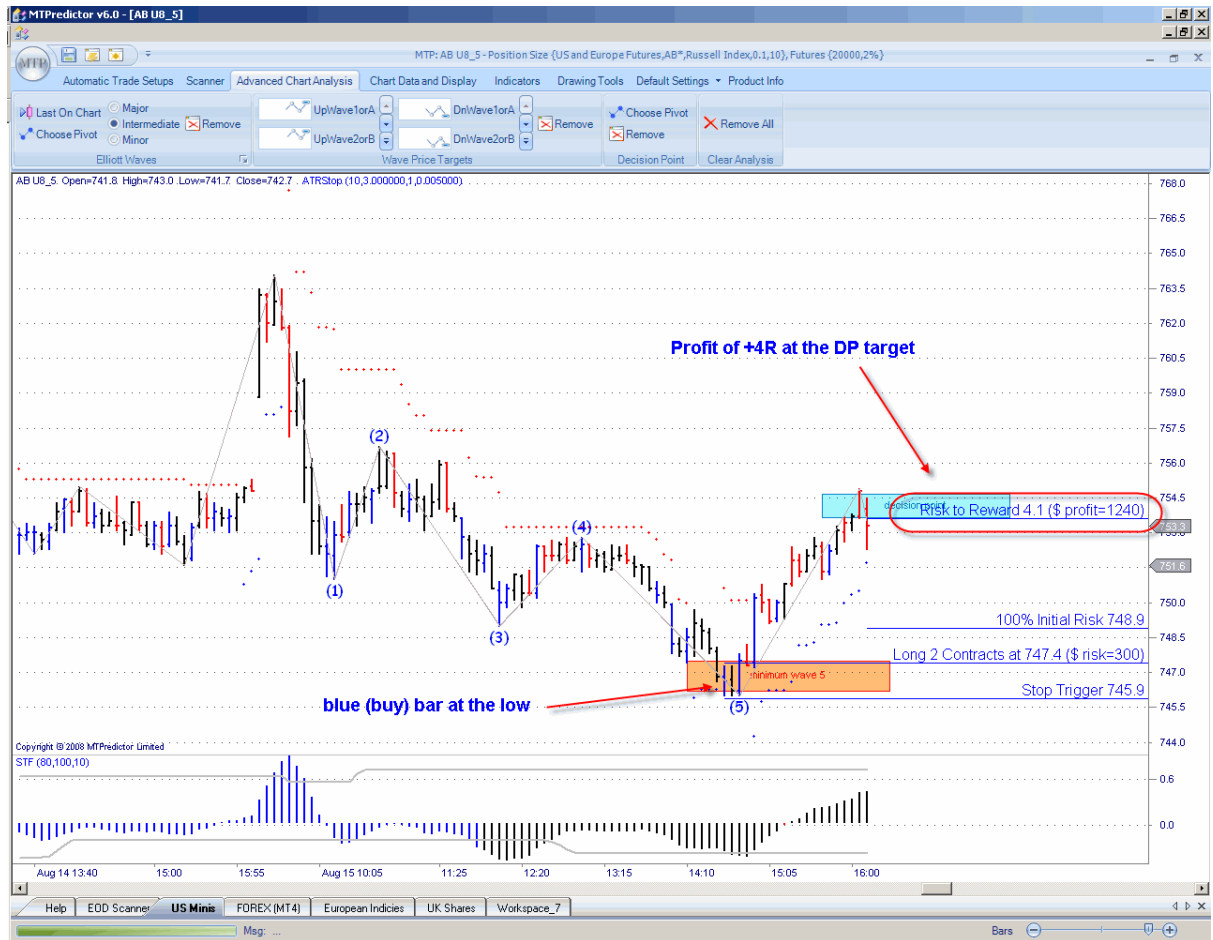 MTPredictor v6.0 - [AB U8_5]
MTP
MTP: AB U8_5 - Position Size {US and Europe Futures,AB*,Russell Index,0.1,10}, Futures {20000,2%}
Automatic Trade Setups Scanner Advanced Chart Analysis Chart Data and Display Indicators Drawing Tools Default Settings Product Info
Last On Chart
Choose Pivot
Major
Intermediate
Minor
Remove
Elliott Waves
UpWave1orA
UpWave2orB
DnWave1orA
DnWave2orB
Remove
Wave Price Targets
Choose Pivot
Remove
Decision Point
Remove All
Clear Analysis
AB U8_5. Open=741.8 High=743.0 Low=741.7 Close=742.7 . ATRStop (10,3.000000,1,0.005000)
768.0
766.5
765.0
763.5
762.0
760.5
759.0
757.5
756.0
754.5
753.3
753.0
751.6
750.0
748.5
747.0
745.5
744.0
Profit of +4R at the DP target
(2)
decision point
Risk to Reward 4.1 ($ profit=1240)
(4)
(1)
(3)
100% Initial Risk 748.9
Long 2 Contracts at 747.4 ($ risk=300)
minimum wave 5
Stop Trigger 745.9
blue (buy) bar at the low
(5)
Copyright © 2008 MTPredictor Limited
STF (80,100,10)
0.6
0.0
Aug 14 13:40 15:00 15:55 Aug 15 10:05 11:25 12:20 13:15 14:10 15:05 16:00
Help EOD Scanner US Minis FOREX (MT4) European Indicies UK Shares Workspace_7
Msg: ...
Bars